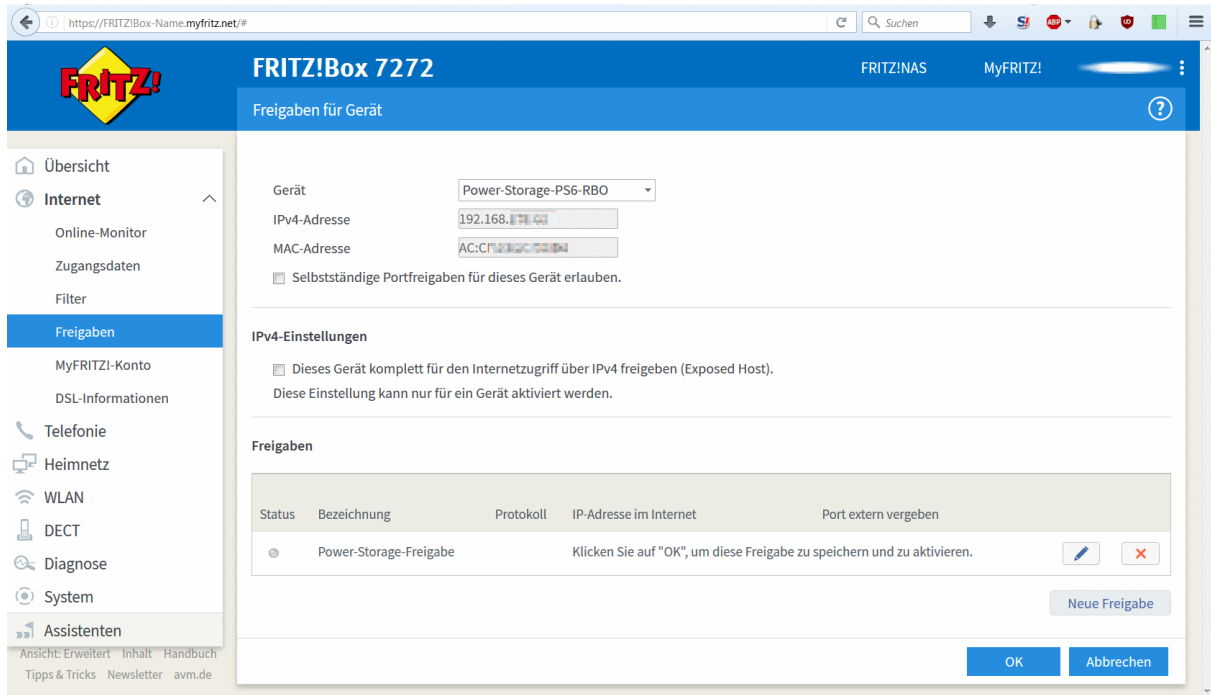 https://FRITZ!Box-Name.myfritz.net/#
Suchen
S!
ABP
FRITZ!
FRITZ!Box 7272
FRITZ!NAS
MyFRITZ!
Freigaben für Gerät
?
Übersicht
Internet
Online-Monitor
Zugangsdaten
Filter
Freigaben
MyFRITZ!-Konto
DSL-Informationen
Telefonie
Heimnetz
WLAN
DECT
Diagnose
System
Assistenten
Ansicht: Erweitert Inhalt Handbuch
Tipps & Tricks Newsletter avm.de
Gerät Power-Storage-PS6-RBO
IPv4-Adresse 192.168.
MAC-Adresse
Selbstständige Portfreigaben für dieses Gerät erlauben.
IPv4-Einstellungen
Dieses Gerät komplett für den Internetzugriff über IPv4 freigeben (Exposed Host).
Diese Einstellung kann nur für ein Gerät aktiviert werden.
Freigaben
Status Bezeichnung Protokoll IP-Adresse im Internet Port extern vergeben
Power-Storage-Freigabe Klicken Sie auf "OK", um diese Freigabe zu speichern und zu aktivieren.
Neue Freigabe
OK Abbrechen